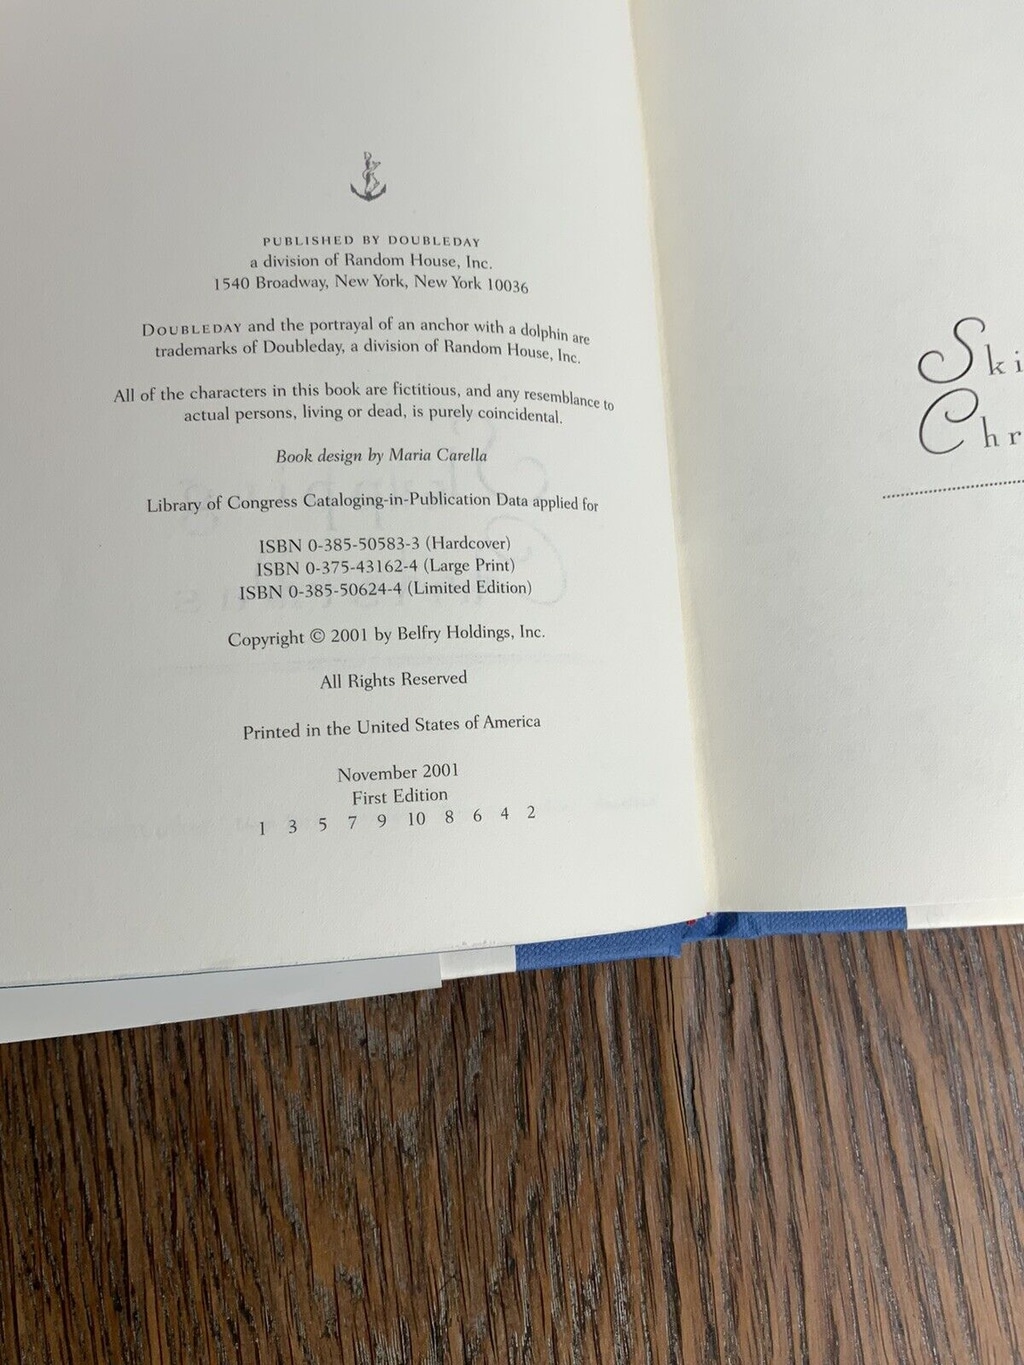 PUBLISHED BY DOUBLEDAY
a division of Random House, Inc.
1540 Broadway, New York, New York 10036
DOUBLEDAY and the portrayal of an anchor with a dolphin are
trademarks of Doubleday, a division of Random House, Inc.
All of the characters in this book are fictitious, and any resemblance to
actual persons, living or dead, is purely coincidental.
Book design by Maria Carella
Library of Congress Cataloging-in-Publication Data applied for
ISBN 0-385-50583-3 (Hardcover)
ISBN 0-375-43162-4 (Large Print)
ISBN 0-385-50624-4 (Limited Edition)
Copyright © 2001 by Belfry Holdings, Inc.
All Rights Reserved
Printed in the United States of America
November 2001
First Edition
1 3 5 7 9 10 8 6 4 2
Ski
Chr